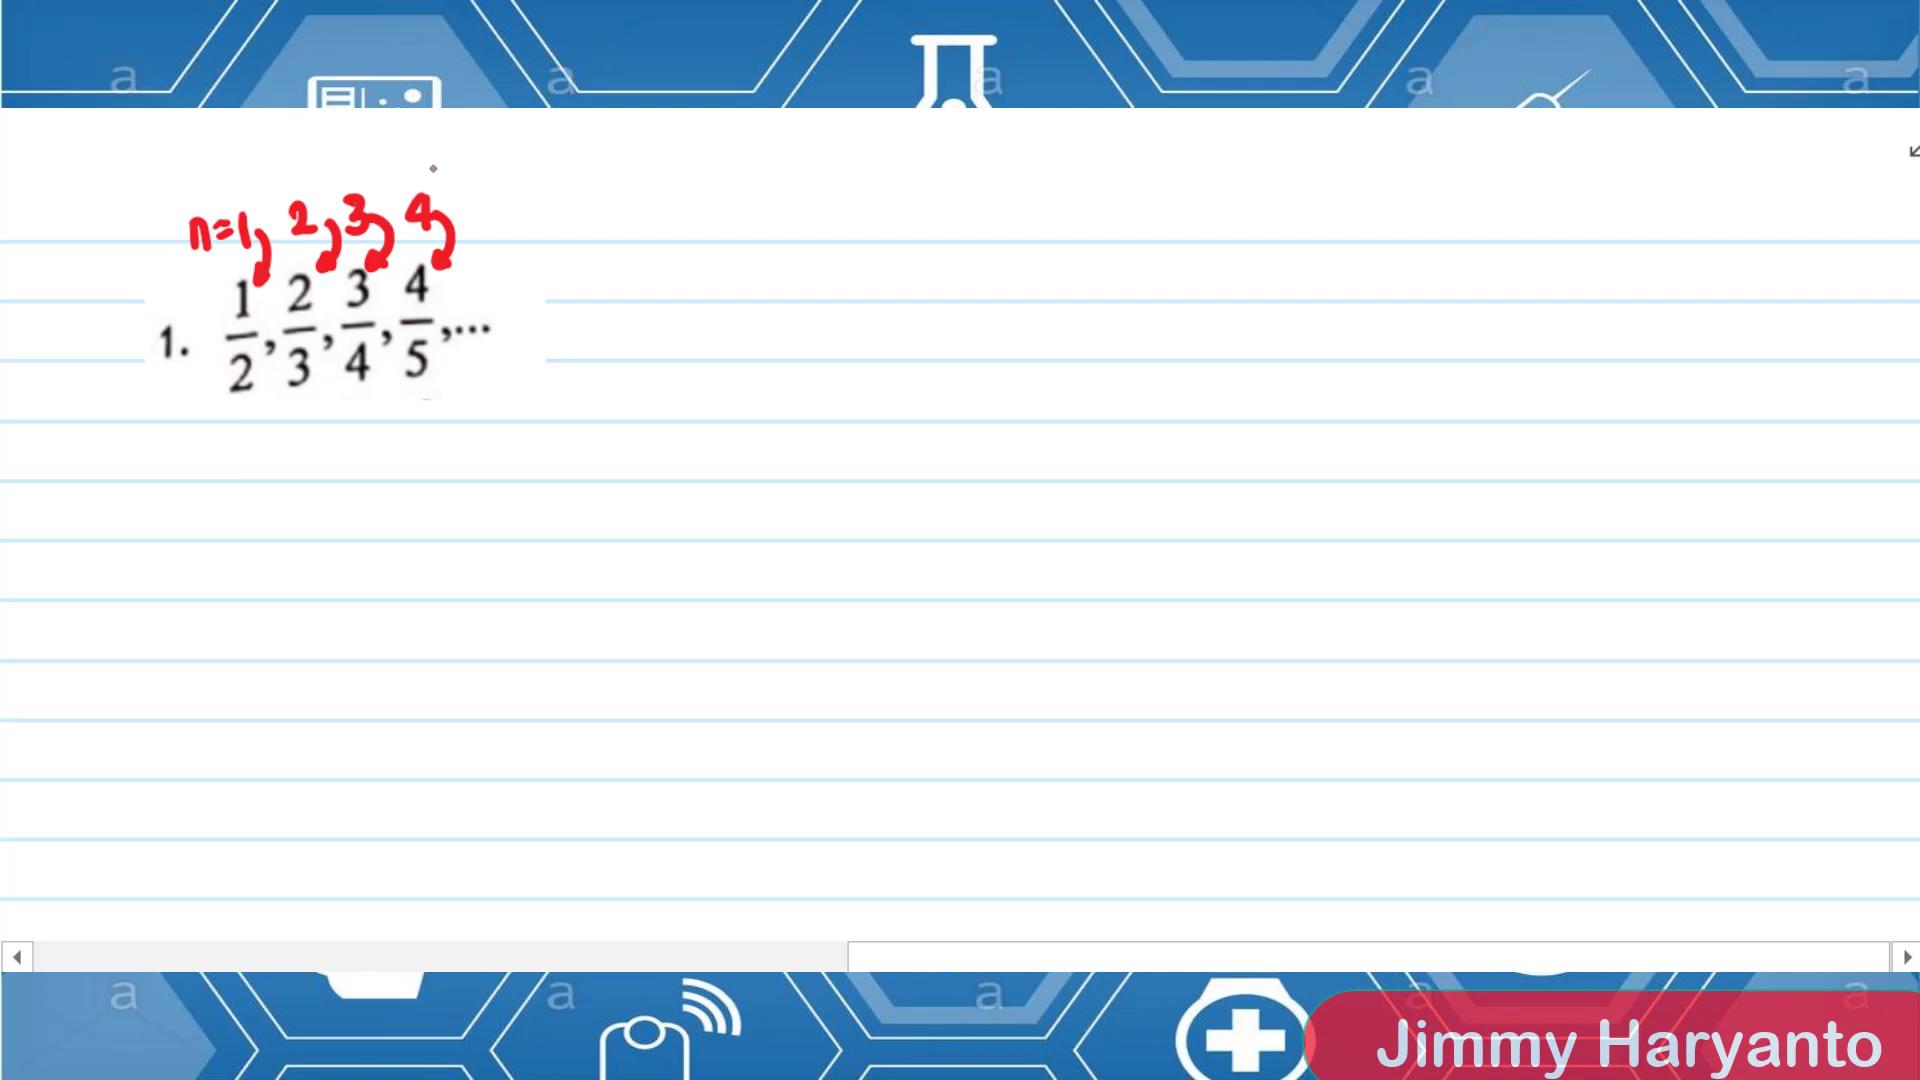 n=1 2 3 4
1. 1/2, 2/3, 3/4, 4/5, ...
Jimmy Haryanto
a a a a a
a a a a a